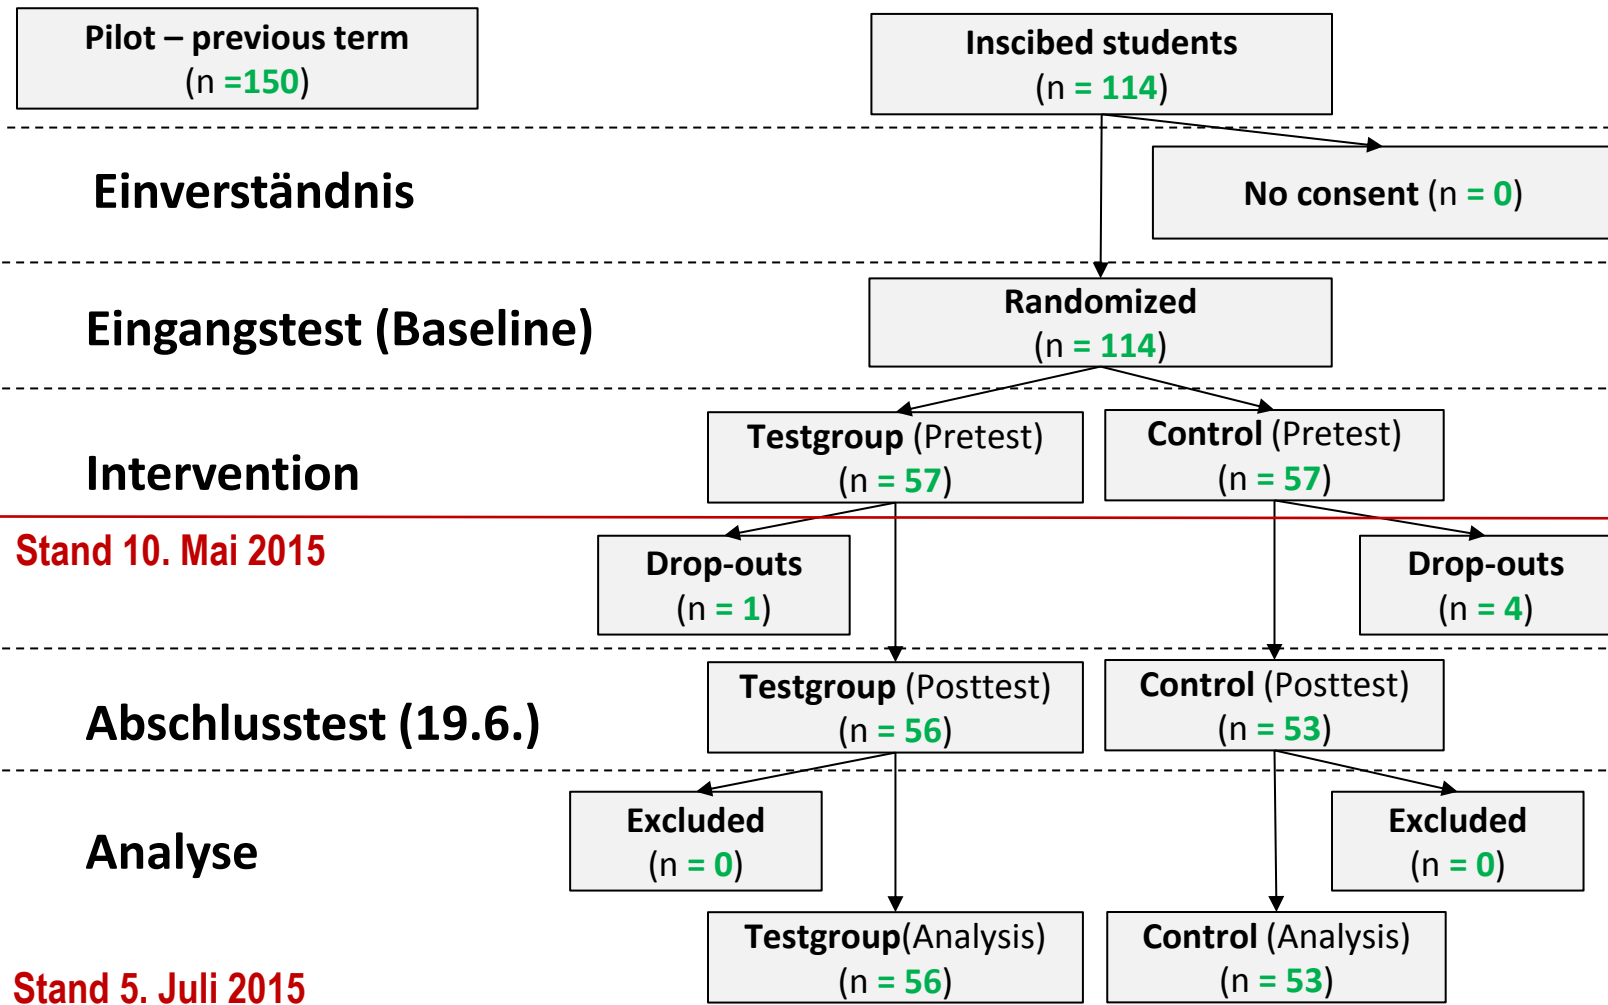 Pilot – previous term
(n =150)
Inscibed students
(n = 114)
Einverständnis
No consent (n = 0)
Eingangstest (Baseline)
Randomized
(n = 114)
Intervention
Testgroup (Pretest)
(n = 57)
Control (Pretest)
(n = 57)
Stand 10. Mai 2015
Drop-outs
(n = 1)
Drop-outs
(n = 4)
Abschlusstest (19.6.)
Testgroup (Posttest)
(n = 56)
Control (Posttest)
(n = 53)
Analyse
Excluded
(n = 0)
Excluded
(n = 0)
Testgroup(Analysis)
(n = 56)
Control (Analysis)
(n = 53)
Stand 5. Juli 2015